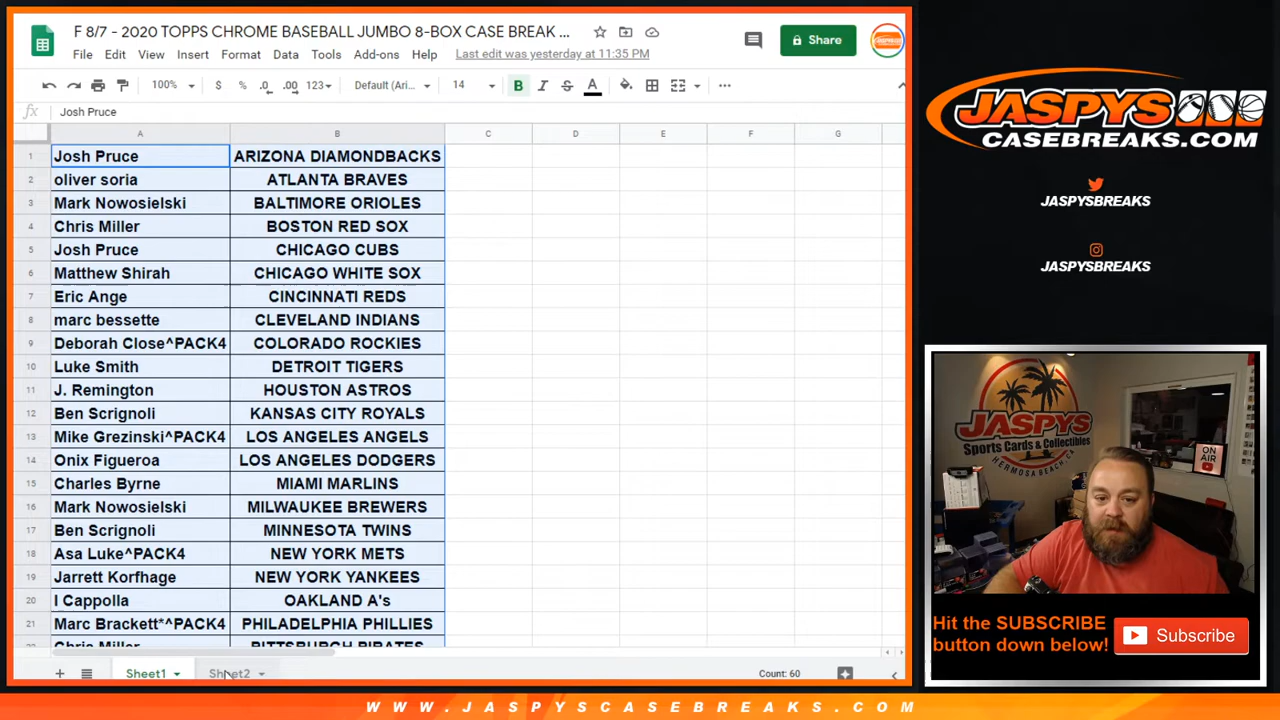 F 8/7 - 2020 TOPPS CHROME BASEBALL JUMBO 8-BOX CASE BREAK ...
File Edit View Insert Format Data Tools Add-ons Help Last edit was yesterday at 11:35 PM
Share
100% $ % .0 .00 123 Default (Ari... 14 B I S A ...
fx Josh Pruce
A B C D E F G
1 Josh Pruce ARIZONA DIAMONDBACKS
2 oliver soria ATLANTA BRAVES
3 Mark Nowosielski BALTIMORE ORIOLES
4 Chris Miller BOSTON RED SOX
5 Josh Pruce CHICAGO CUBS
6 Matthew Shirah CHICAGO WHITE SOX
7 Eric Ange CINCINNATI REDS
8 marc bessette CLEVELAND INDIANS
9 Deborah Close^PACK4 COLORADO ROCKIES
10 Luke Smith DETROIT TIGERS
11 J. Remington HOUSTON ASTROS
12 Ben Scrignoli KANSAS CITY ROYALS
13 Mike Grezinski^PACK4 LOS ANGELES ANGELS
14 Onix Figueroa LOS ANGELES DODGERS
15 Charles Byrne MIAMI MARLINS
16 Mark Nowosielski MILWAUKEE BREWERS
17 Ben Scrignoli MINNESOTA TWINS
18 Asa Luke^PACK4 NEW YORK METS
19 Jarrett Korfhage NEW YORK YANKEES
20 I Cappolla OAKLAND A's
21 Marc Brackett*^PACK4 PHILADELPHIA PHILLIES
22 Chris Miller PITTSBURGH PIRATES
+ Sheet1 Sheet2 Count: 60
JASPYS
CASEBREAKS.COM
JASPYSBREAKS
JASPYSBREAKS
JASPYS
Sports Cards & Collectibles
HERMOSA BEACH, CA
ON AIR
Hit the SUBSCRIBE
button down below!
Subscribe
WWW.JASPYSCASEBREAKS.COM